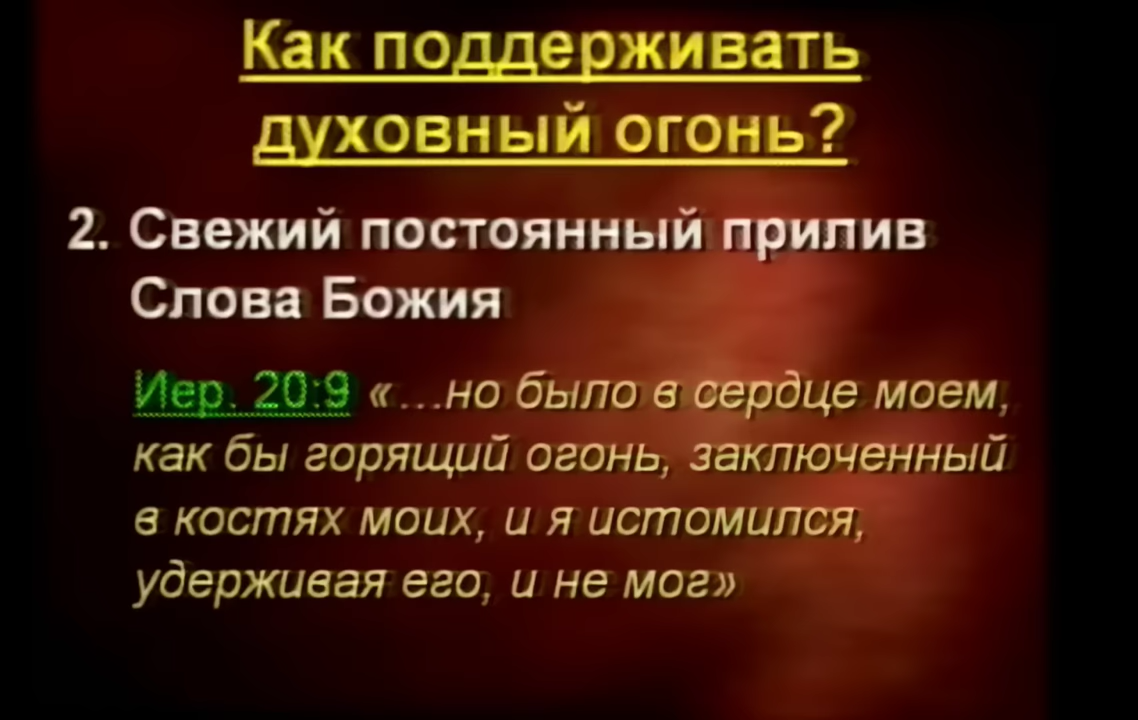 Как поддерживать
духовный огонь?
2. Свежий постоянный прилив
Слова Божия
Иер. 20:9 «…но было в сердце моем,
как бы горящий огонь, заключенный
в костях моих, и я истомился,
удерживая его, и не мог»